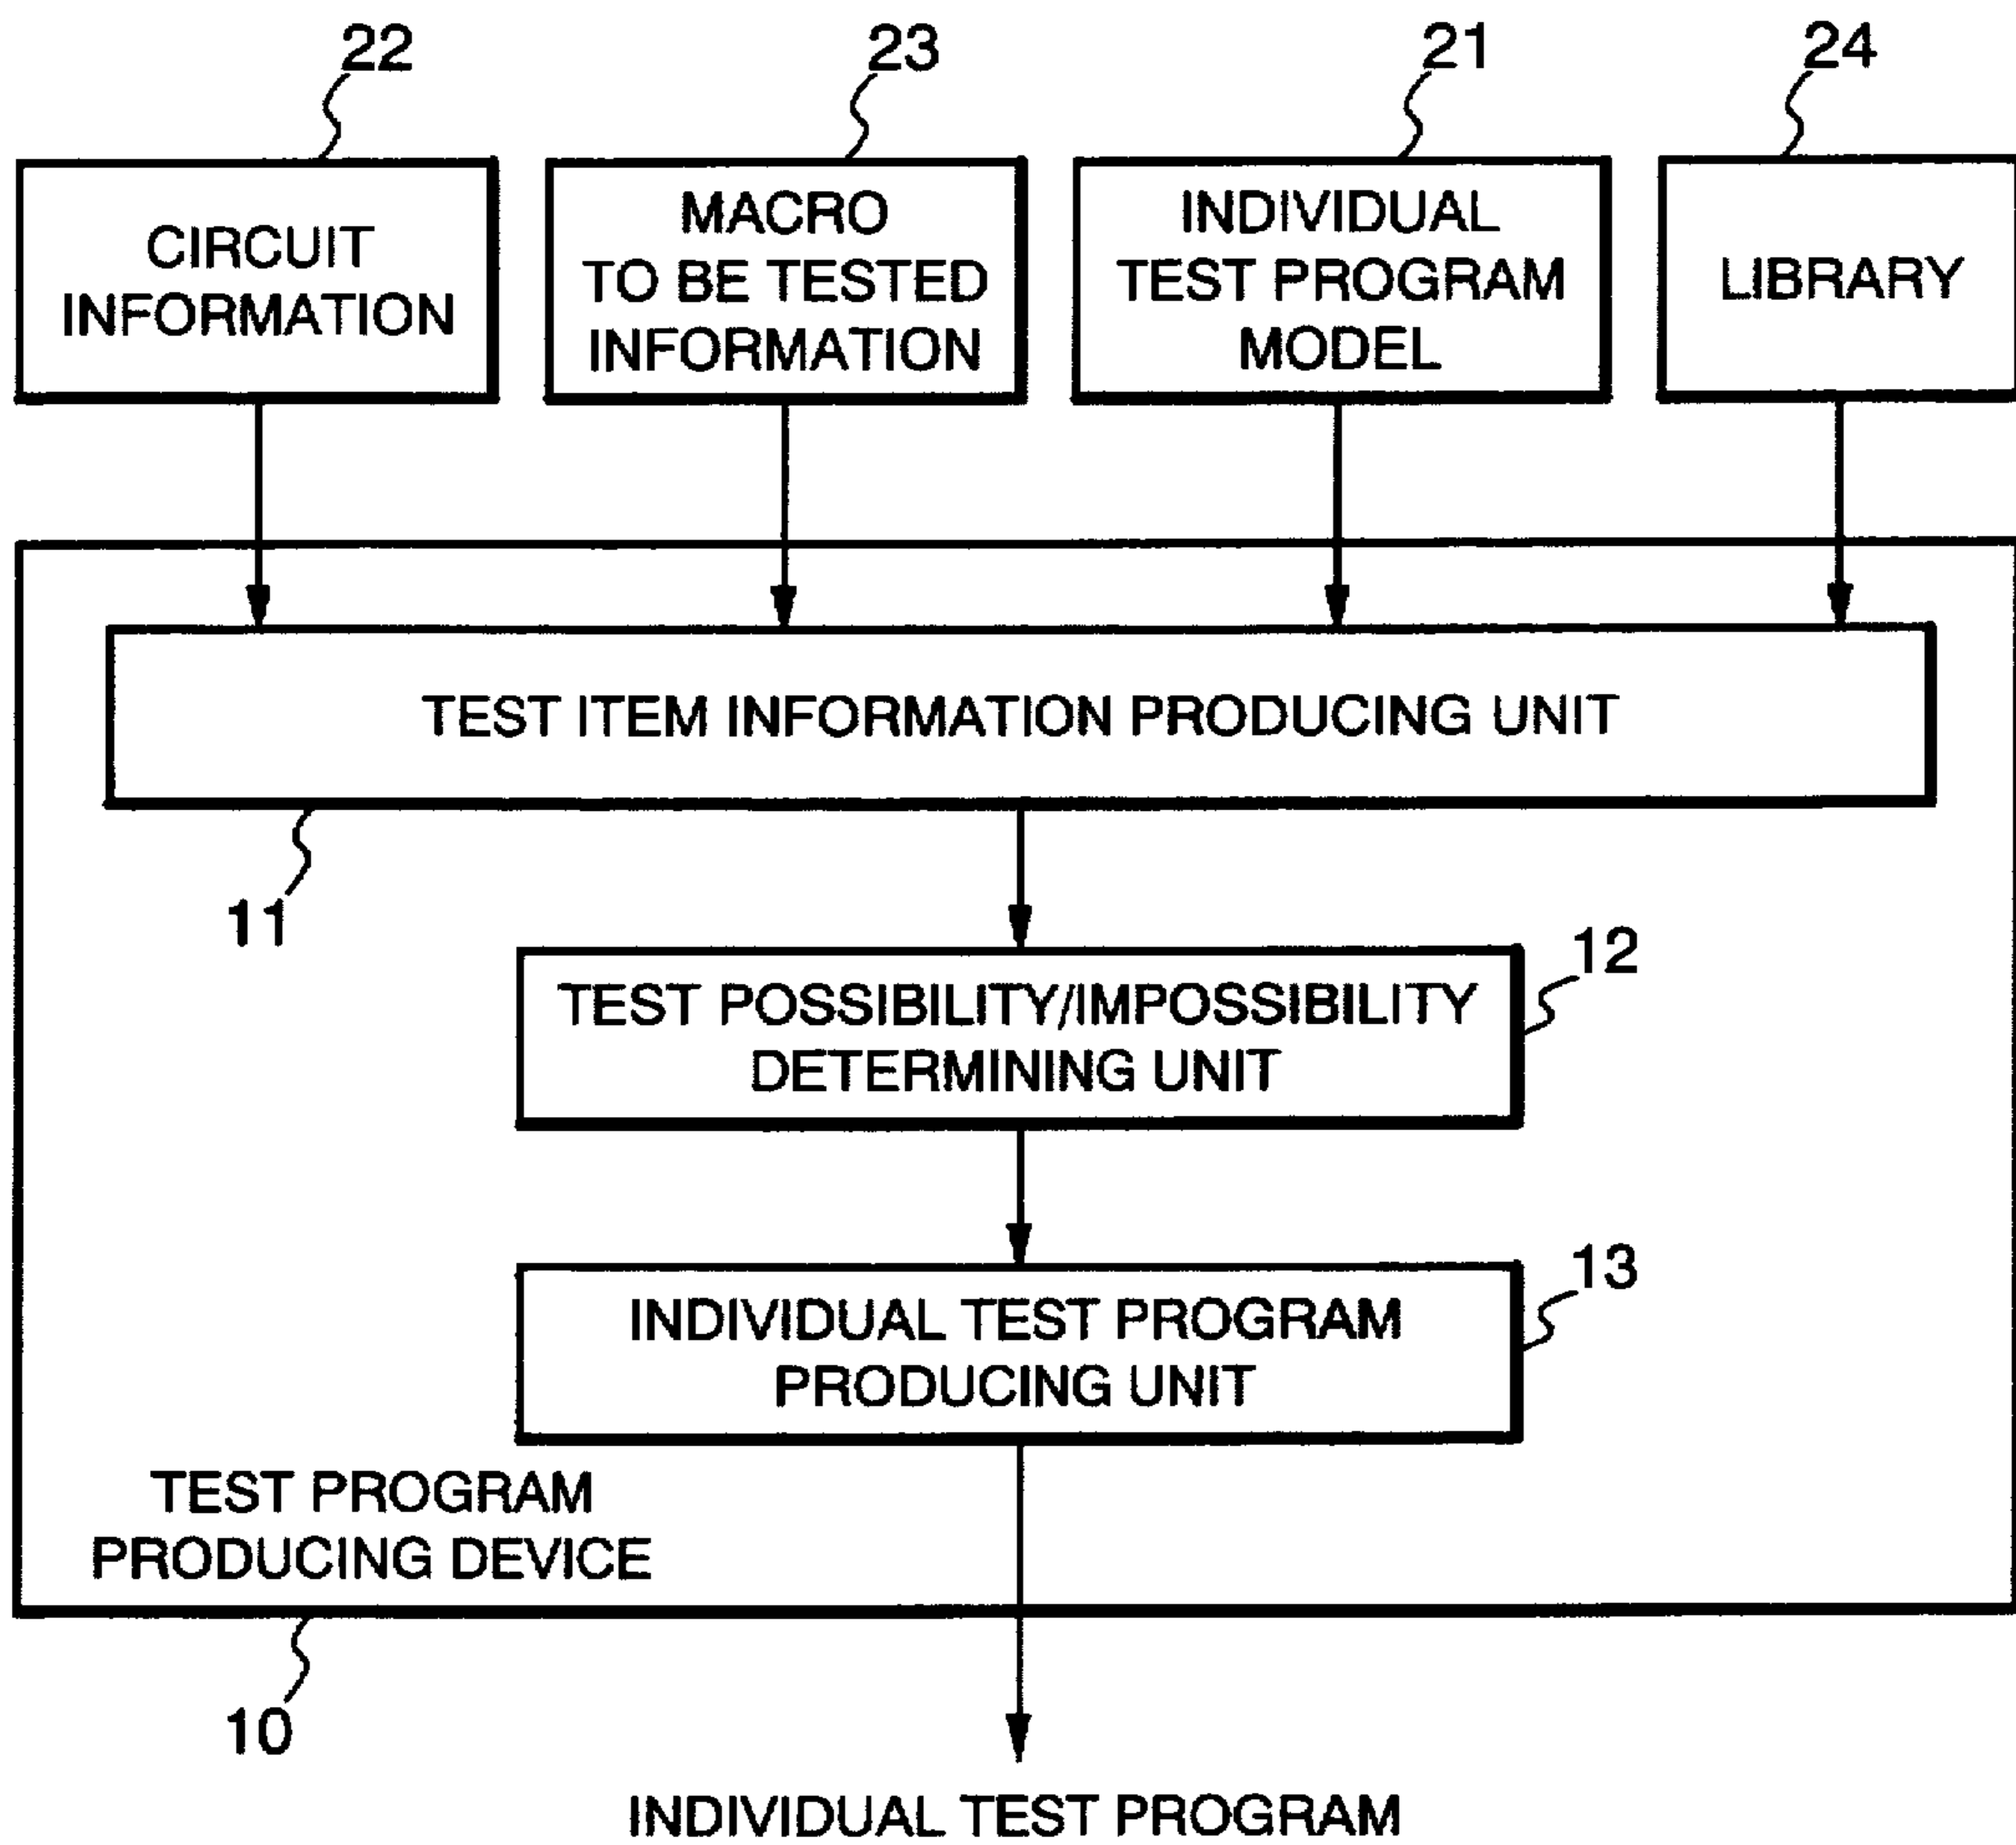 22
23
21
24
CIRCUIT
INFORMATION
MACRO
TO BE TESTED
INFORMATION
INDIVIDUAL
TEST PROGRAM
MODEL
LIBRARY
TEST ITEM INFORMATION PRODUCING UNIT
11
12
TEST POSSIBILITY/IMPOSSIBILITY
DETERMINING UNIT
13
INDIVIDUAL TEST PROGRAM
PRODUCING UNIT
TEST PROGRAM
PRODUCING DEVICE
10
INDIVIDUAL TEST PROGRAM